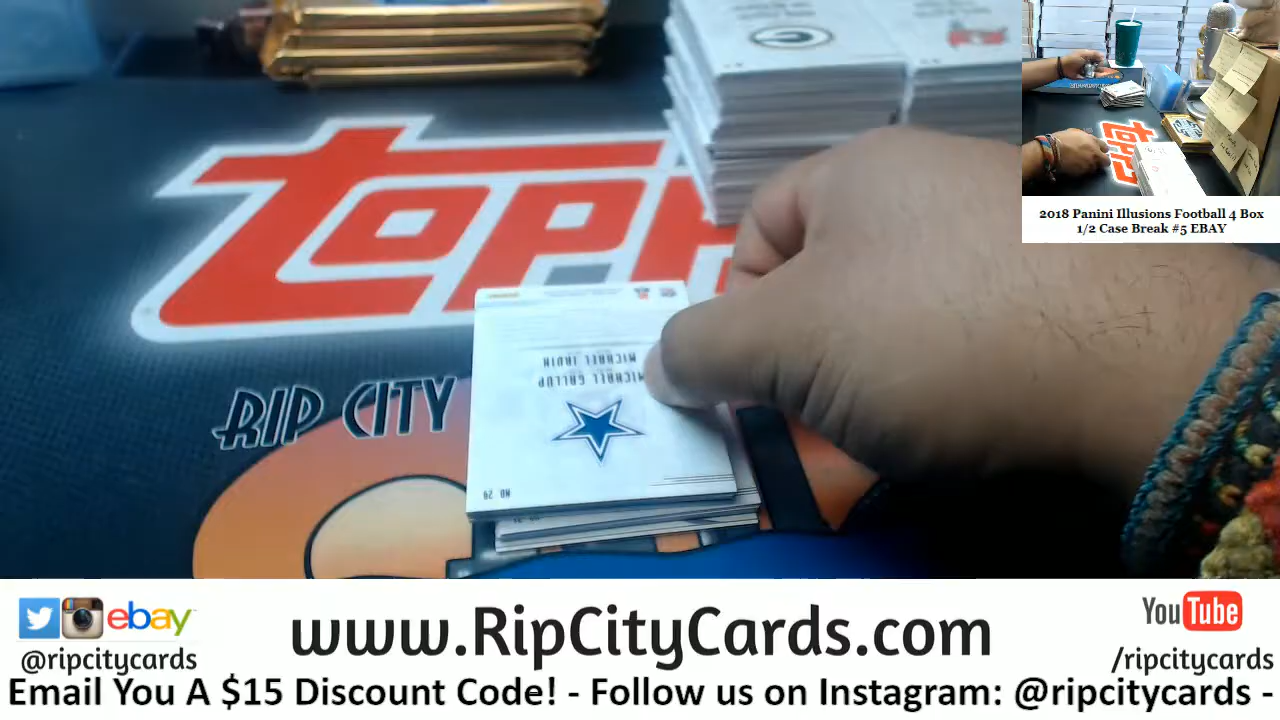 TOPPS
RIP CITY
MICHAEL IRVIN
MICHAEL GALLUP
NO. 29
TOPPS
2018 Panini Illusions Football 4 Box
1/2 Case Break #5 EBAY
ebay
@ripcitycards
www.RipCityCards.com
YouTube
/ripcitycards
Email You A $15 Discount Code! - Follow us on Instagram: @ripcitycards -